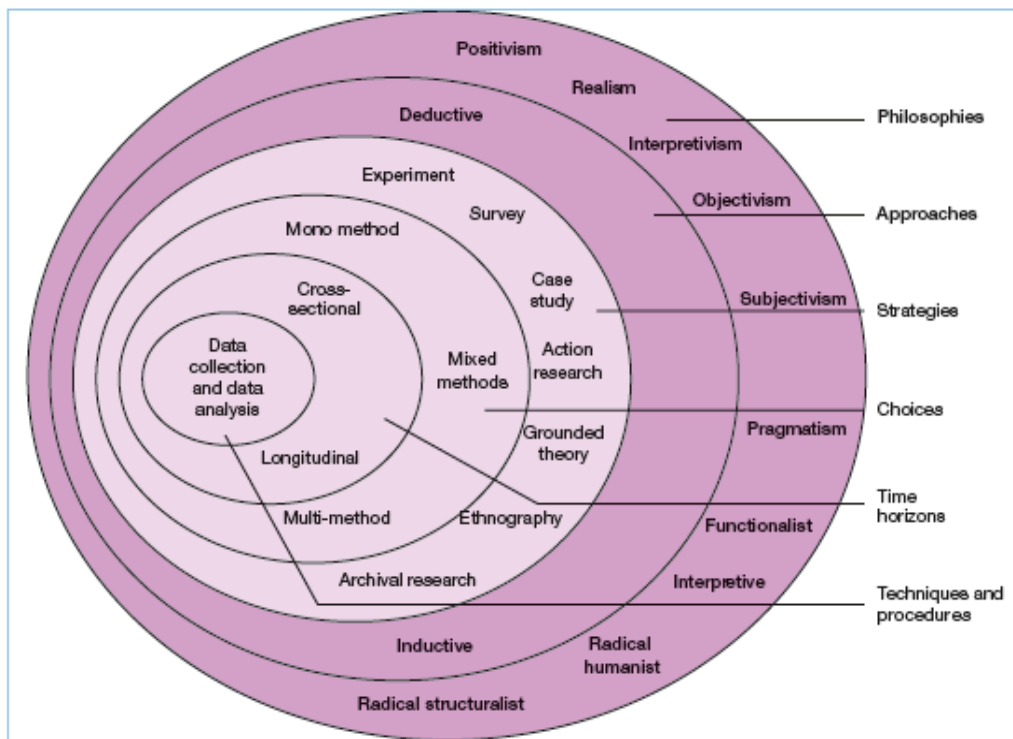 Positivism
Realism
Philosophies
Deductive
Interpretivism
Experiment
Objectivism
Survey
Approaches
Mono method
Case
study
Cross-
sectional
Subjectivism
Strategies
Data
collection
and data
analysis
Mixed
methods
Action
research
Choices
Pragmatism
Grounded
theory
Longitudinal
Time
horizons
Multi-method
Ethnography
Functionalist
Archival research
Interpretive
Techniques and
procedures
Inductive
Radical
humanist
Radical structuralist